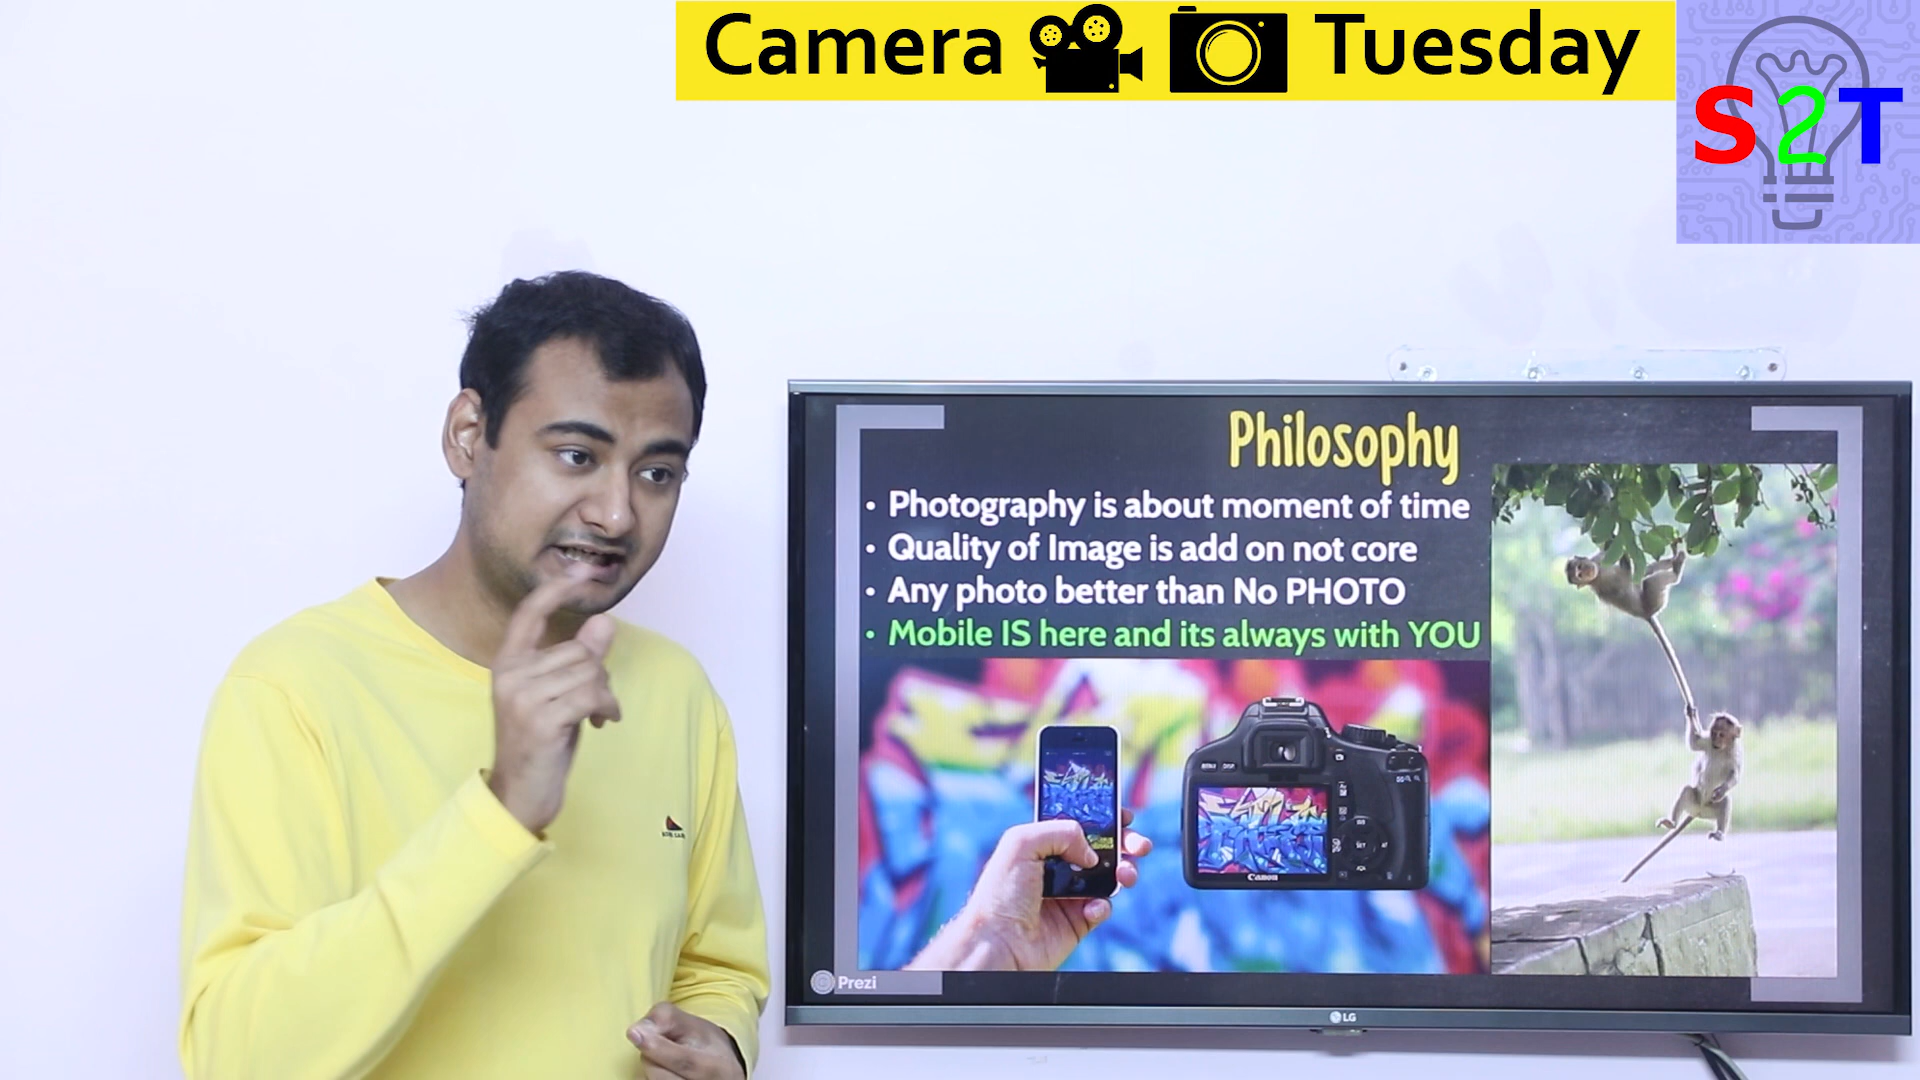 Camera Tuesday
S2T
Philosophy
• Photography is about moment of time
• Quality of Image is add on not core
• Any photo better than No PHOTO
• Mobile IS here and its always with YOU
Canon
Prezi
LG